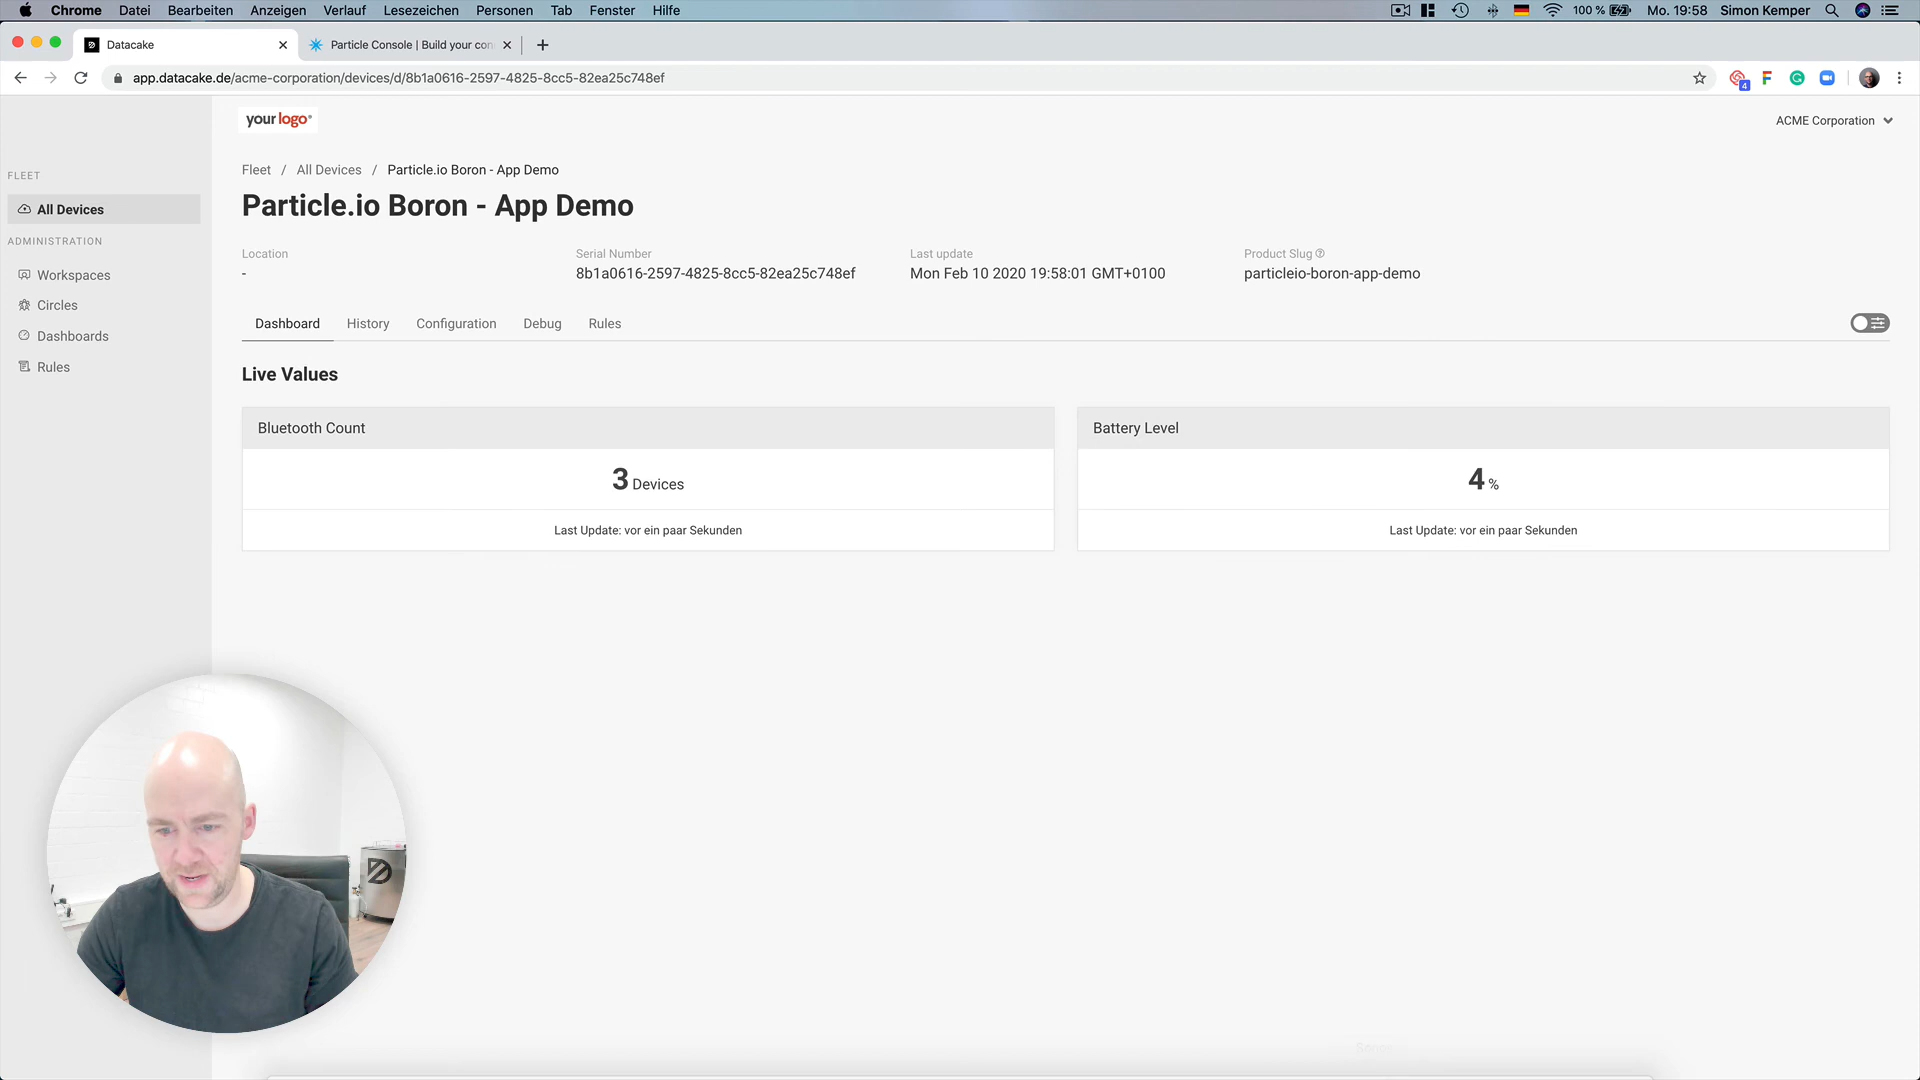 Chrome Datei Bearbeiten Anzeigen Verlauf Lesezeichen Personen Tab Fenster Hilfe 100 % Mo. 19:58 Simon Kemper
Datacake Particle Console | Build your con
app.datacake.de/acme-corporation/devices/d/8b1a0616-2597-4825-8cc5-82ea25c748ef 4
your logo® ACME Corporation
FLEET
All Devices
ADMINISTRATION
Workspaces
Circles
Dashboards
Rules
Fleet / All Devices / Particle.io Boron - App Demo
Particle.io Boron - App Demo
Location Serial Number Last update Product Slug
- 8b1a0616-2597-4825-8cc5-82ea25c748ef Mon Feb 10 2020 19:58:01 GMT+0100 particleio-boron-app-demo
Dashboard History Configuration Debug Rules
Live Values
Bluetooth Count
3 Devices
Last Update: vor ein paar Sekunden
Battery Level
4 %
Last Update: vor ein paar Sekunden